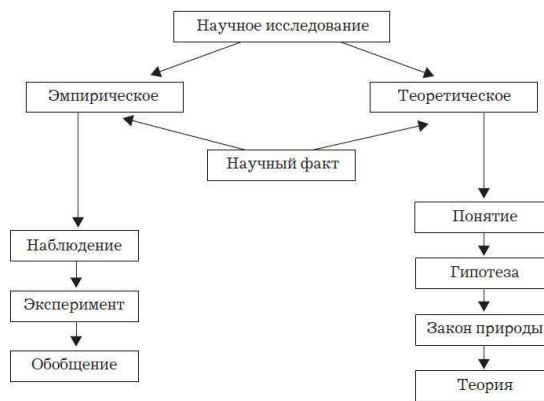 Научное исследование
Эмпирическое
Теоретическое
Научный факт
Наблюдение
Эксперимент
Обобщение
Понятие
Гипотеза
Закон природы
Теория